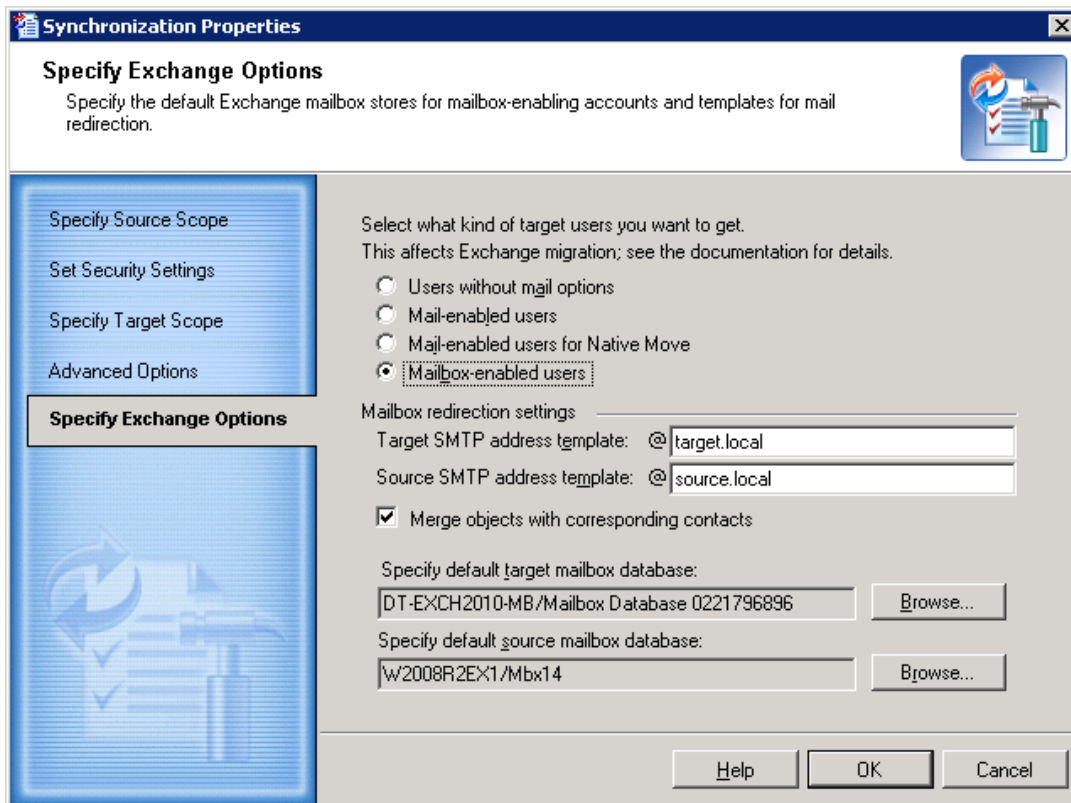 Synchronization Properties
Specify Exchange Options
Specify the default Exchange mailbox stores for mailbox-enabling accounts and templates for mail
redirection.
Specify Source Scope
Set Security Settings
Specify Target Scope
Advanced Options
Specify Exchange Options
Select what kind of target users you want to get.
This affects Exchange migration; see the documentation for details.
Users without mail options
Mail-enabled users
Mail-enabled users for Native Move
Mailbox-enabled users
Mailbox redirection settings
Target SMTP address template: @ target.local
Source SMTP address template: @ source.local
Merge objects with corresponding contacts
Specify default target mailbox database:
DT-EXCH2010-MB/Mailbox Database 0221796896 Browse...
Specify default source mailbox database:
W2008R2EX1/Mbx14 Browse...
Help OK Cancel